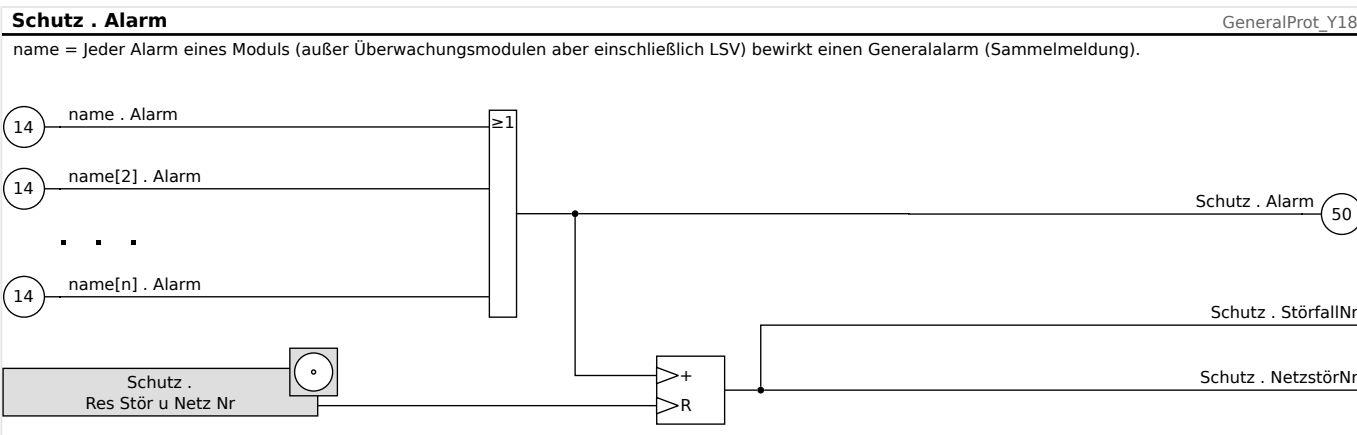 Schutz . Alarm
GeneralProt_Y18
name = Jeder Alarm eines Moduls (außer Überwachungsmodulen aber einschließlich LSV) bewirkt einen Generalalarm (Sammelmeldung).
14
name . Alarm
≥1
14
name[2] . Alarm
Schutz . Alarm
50
. . .
14
name[n] . Alarm
Schutz . StörfallNr
Schutz .
Res Stör u Netz Nr
+
R
Schutz . NetzstörNr